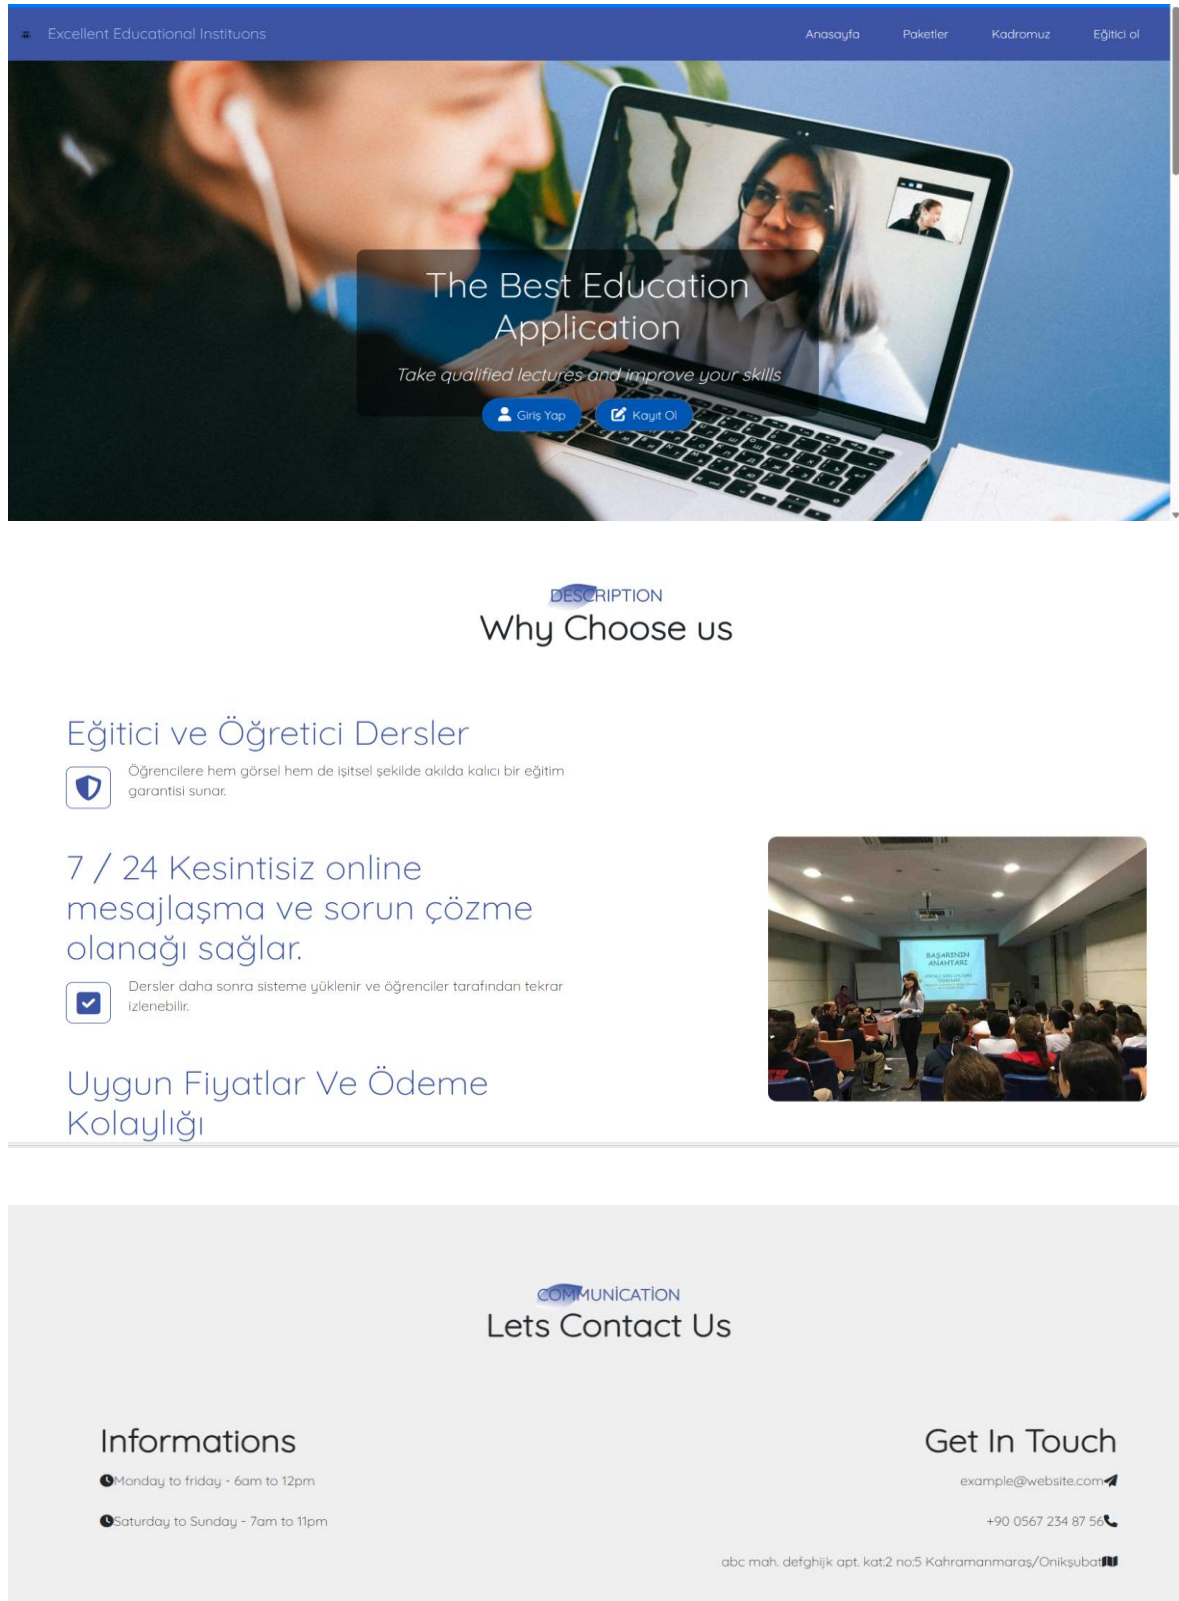 Excellent Educational Instituons
Anasayfa Paketler Kadromuz Eğitici ol
The Best Education
Application
Take qualified lectures and improve your skills
Giriş Yap Kayıt Ol
DESCRIPTION
Why Choose us
Eğitici ve Öğretici Dersler
Öğrencilere hem görsel hem de işitsel şekilde akılda kalıcı bir eğitim
garantisi sunar.
7 / 24 Kesintisiz online
mesajlaşma ve sorun çözme
olanağı sağlar.
Dersler daha sonra sisteme yüklenir ve öğrenciler tarafından tekrar
izlenebilir.
Uygun Fiyatlar Ve Ödeme
Kolaylığı
BAŞARININ
ANAHTARI
COMMUNİCATİON
Lets Contact Us
Informations
Monday to friday - 6am to 12pm
Saturday to Sunday - 7am to 11pm
Get In Touch
example@website.com
+90 0567 234 87 56
abc mah. defghijk apt. kat:2 no:5 Kahramanmaraş/Onikşubat